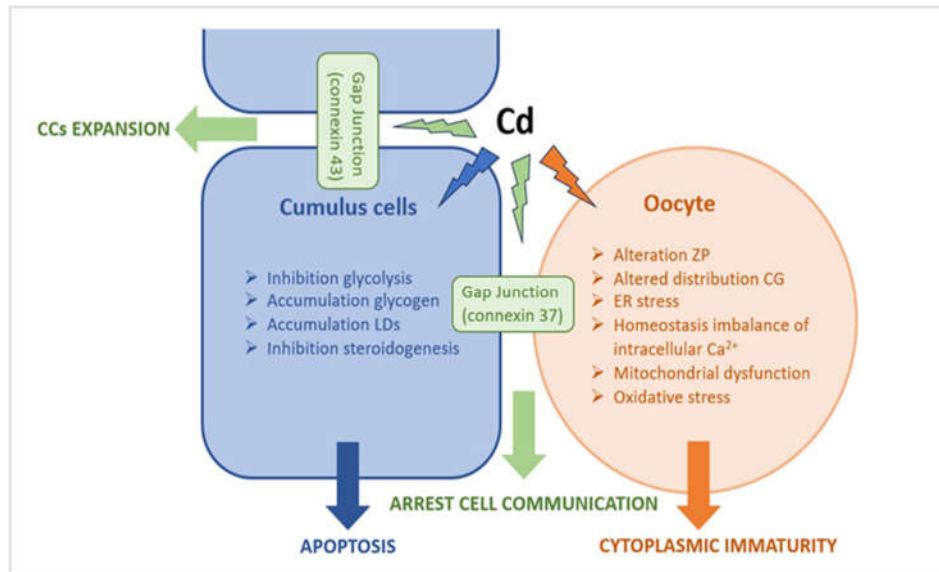 Gap Junction
(connexin 43)
Cd
CCs EXPANSION
Cumulus cells
➢ Inhibition glycolysis
➢ Accumulation glycogen
➢ Accumulation LDs
➢ Inhibition steroidogenesis
Gap Junction
(connexin 37)
Oocyte
➢ Alteration ZP
➢ Altered distribution CG
➢ ER stress
➢ Homeostasis imbalance of
intracellular Ca²⁺
➢ Mitochondrial dysfunction
➢ Oxidative stress
ARREST CELL COMMUNICATION
APOPTOSIS
CYTOPLASMIC IMMATURITY